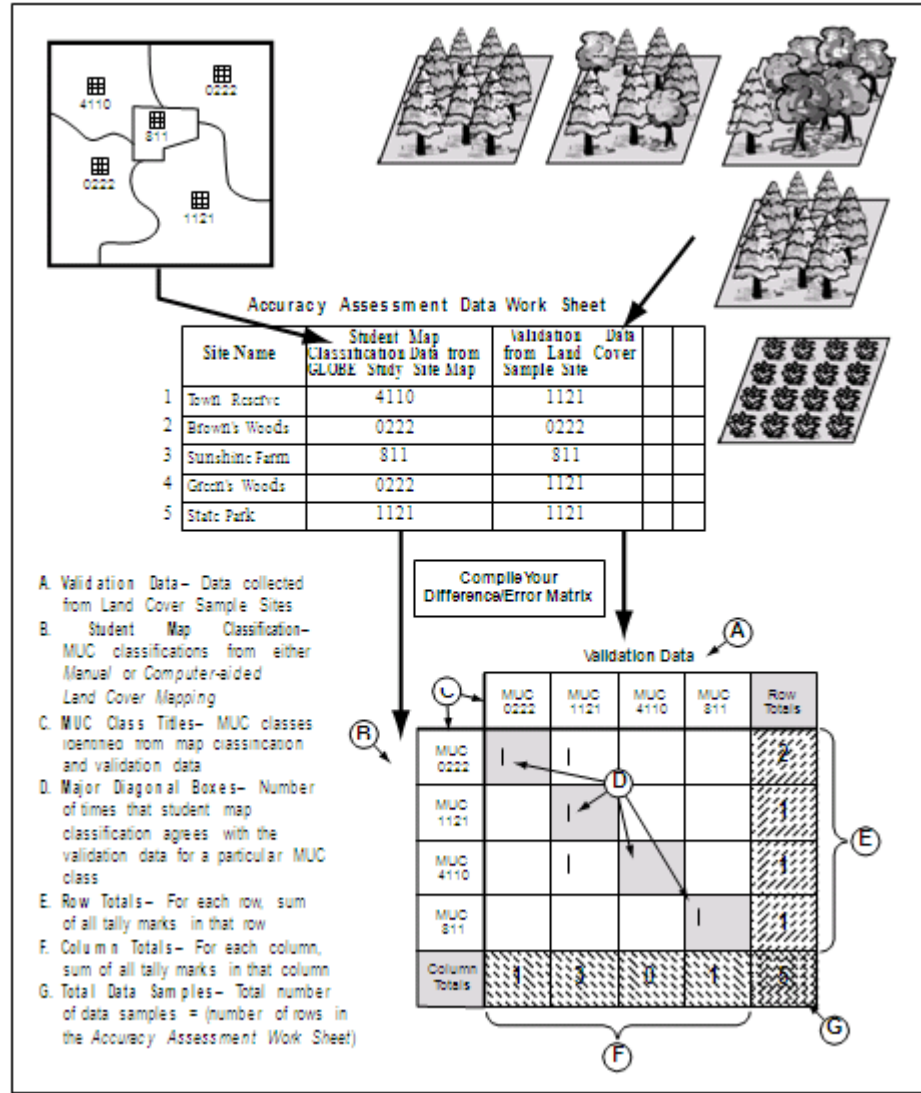 4110
0222
811
0222
1121
Accuracy Assessment Data Work Sheet
Site Name
Student Map
Classification Data from
GLOBE Study Site Map
Validation Data
from Land Cover
Sample Site
1 Town Reserve 4110 1121
2 Brown's Woods 0222 0222
3 Sunshine Farm 811 811
4 Green's Woods 0222 1121
5 State Park 1121 1121
Compile Your
Difference/Error Matrix
A. Validation Data– Data collected
from Land Cover Sample Sites
B. Student Map Classification–
MUC classifications from either
Manual or Computer-aided
Land Cover Mapping
C. MUC Class Titles– MUC classes
identified from map classification
and validation data
D. Major Diagonal Boxes– Number
of times that student map
classification agrees with the
validation data for a particular MUC
class
E. Row Totals– For each row, sum
of all tally marks in that row
F. Column Totals– For each column,
sum of all tally marks in that column
G. Total Data Samples– Total number
of data samples = (number of rows in
the Accuracy Assessment Work Sheet)
A
Validation Data
C
MUC 0222
MUC 1121
MUC 4110
MUC 811
Row Totals
MUC 0222 I I 2
D
MUC 1121 I 1
MUC 4110 I 1
MUC 811 I 1
Column Totals 1 3 0 1 5
E
F
G